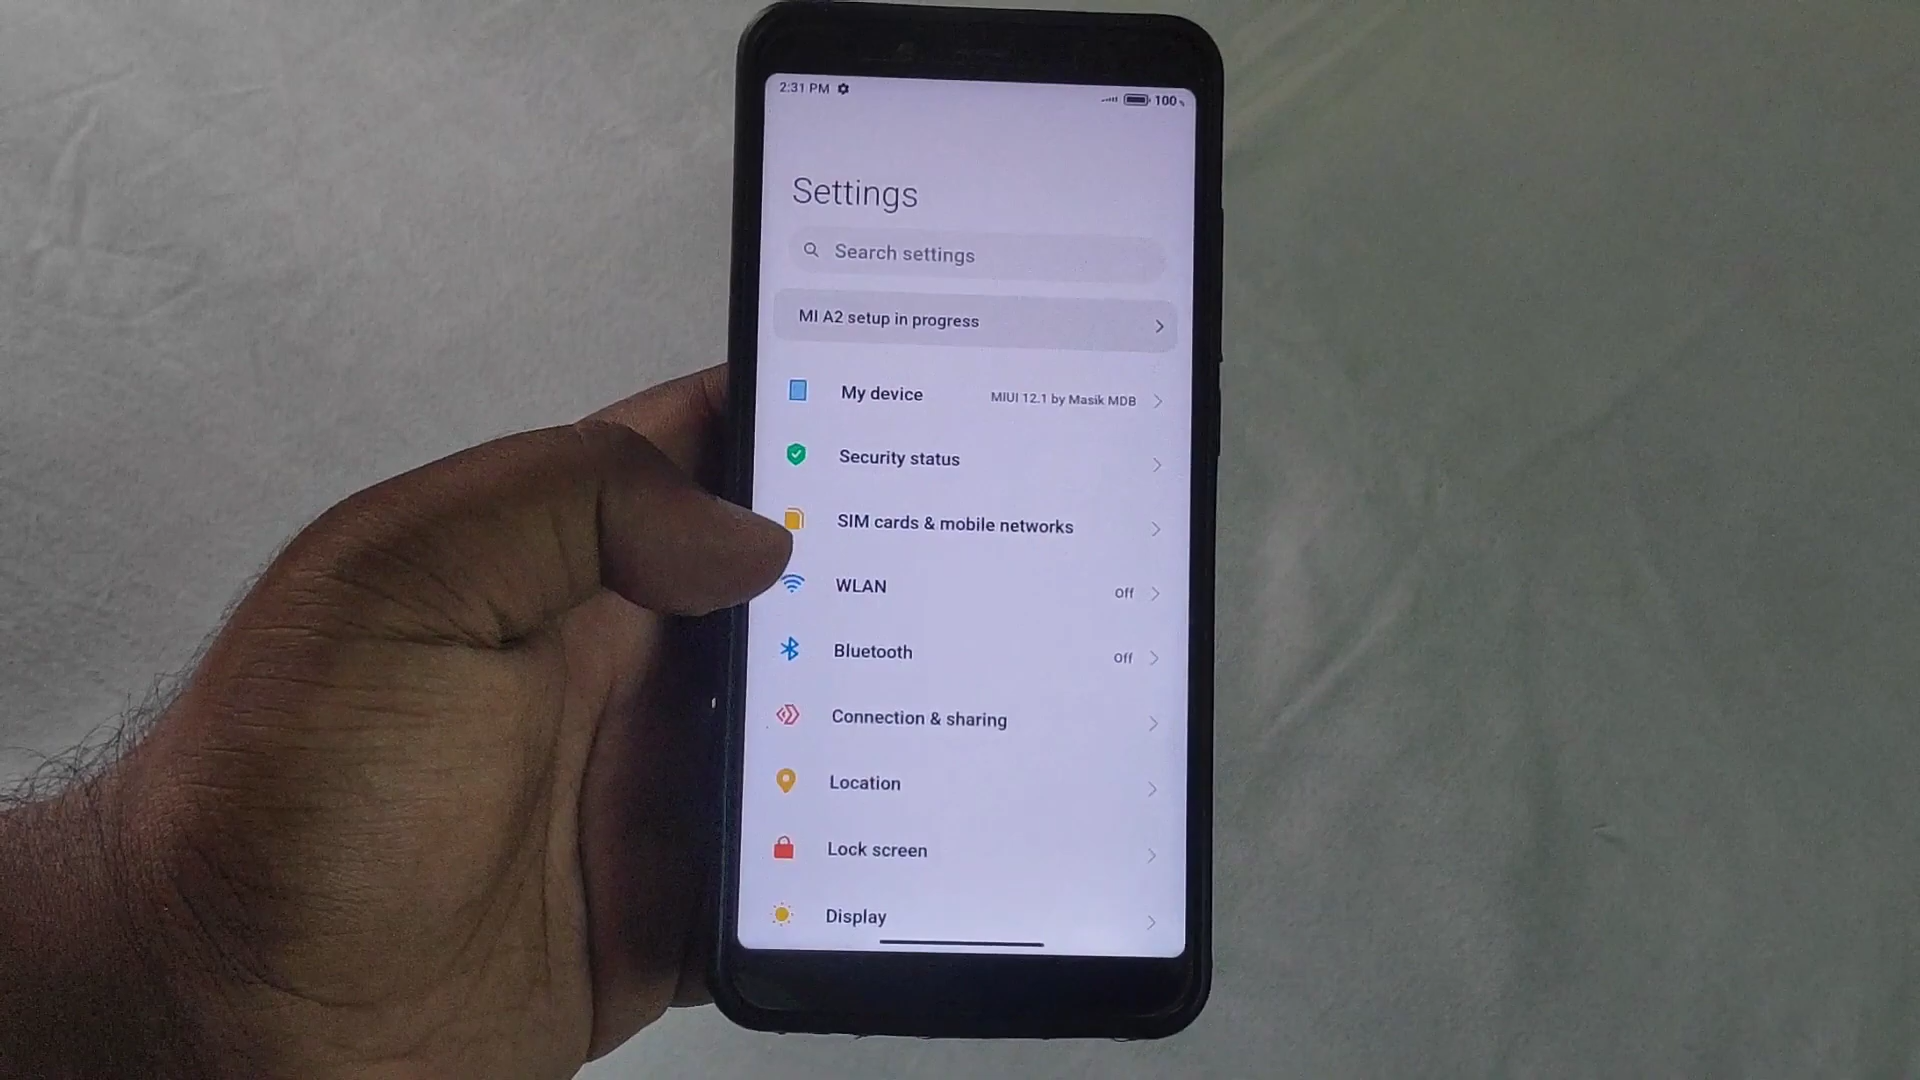 2:31 PM
100%
Settings
Search settings
MI A2 setup in progress
My device
MIUI 12.1 by Masik MDB
Security status
SIM cards & mobile networks
WLAN
Off
Bluetooth
Off
Connection & sharing
Location
Lock screen
Display